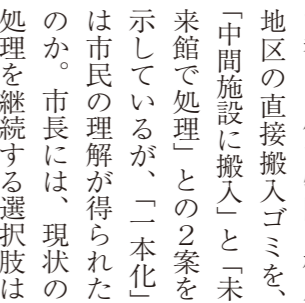 地区の直接搬入ゴミを、
「中間施設に搬入」と「未
来館で処理」との２案を
示しているが、「一本化」
は市民の理解が得られた
のか。市長には、現状の
処理を継続する選択肢は